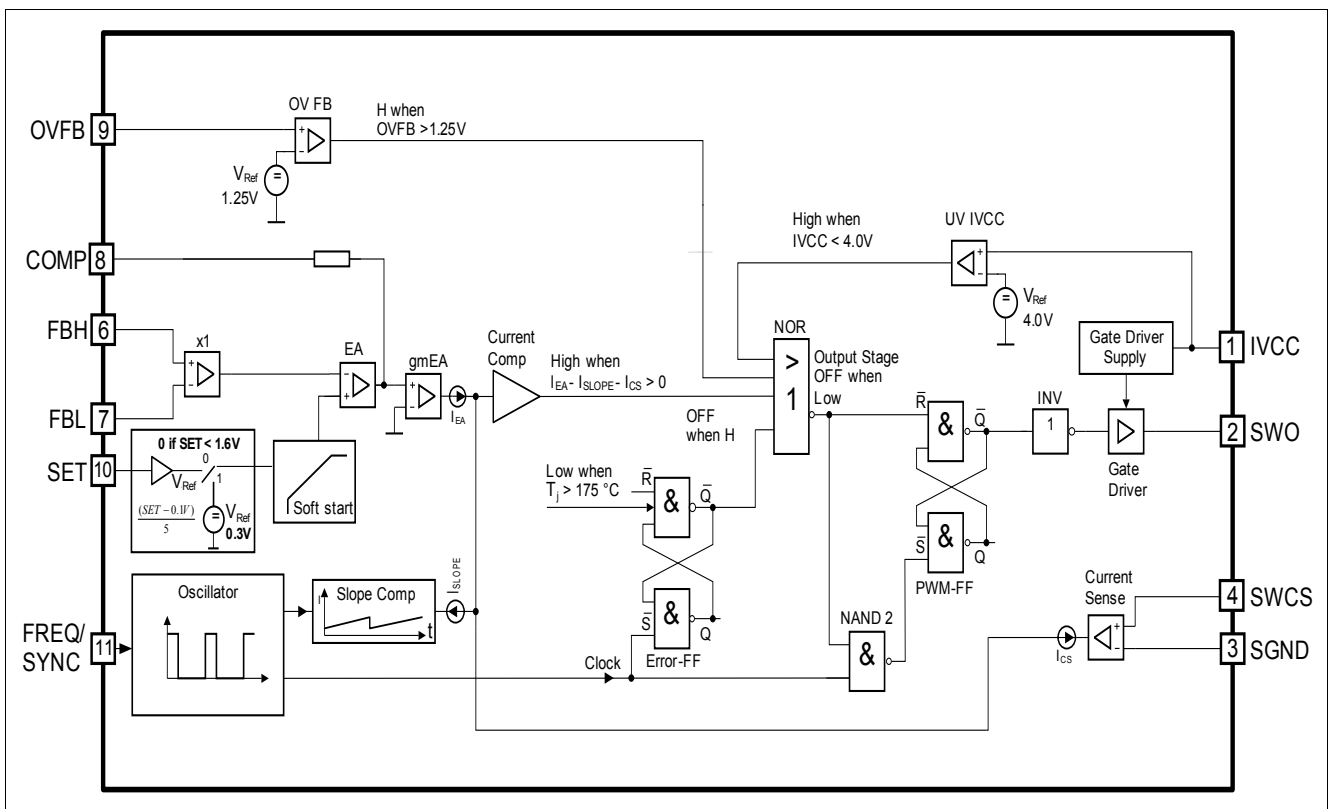 OVFB 9
OV FB
+
-
VRef
=
1.25V
H when
OVFB >1.25V
COMP 8
FBH 6
FBL 7
x1
+
-
EA
-
+
gmEA
+
-
IEA
Current
Comp
High when
IEA - ISLOPE - ICS > 0
High when
IVCC < 4.0V
UV IVCC
+
-
=
VRef
4.0V
NOR
>
1
Output Stage
OFF when
Low
OFF
when H
Gate Driver
Supply
1 IVCC
SET 10
0 if SET < 1.6V
0
VRef
1
(SET – 0.1V)
5
=
VRef
0.3V
Soft start
Low when
Tj > 175 °C
R
&
Q
S
&
Q
Error-FF
R
&
Q
S
&
Q
PWM-FF
INV
1
Gate
Driver
2 SWO
FREQ/
SYNC 11
Oscillator
Slope Comp
I
t
ISLOPE
Clock
NAND 2
&
Current
Sense
+
-
ICS
4 SWCS
3 SGND